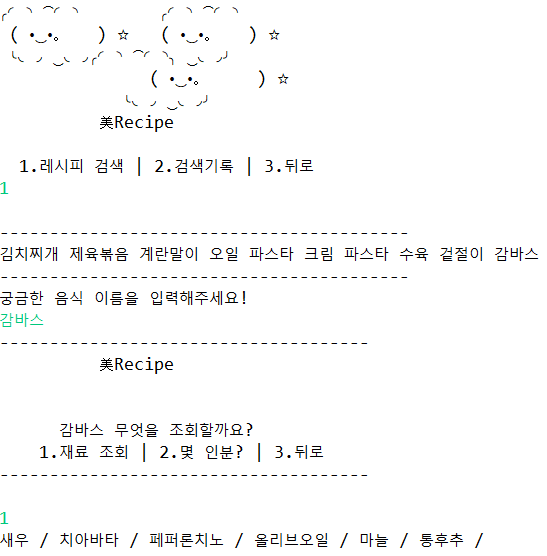 ( •‿•。 ) ☆ ( •‿•。 ) ☆
( •‿•。 ) ☆
美Recipe
1.레시피 검색 | 2.검색기록 | 3.뒤로
1
-----------------------------------------
김치찌개 제육볶음 계란말이 오일 파스타 크림 파스타 수육 겉절이 감바스
-----------------------------------------
궁금한 음식 이름을 입력해주세요!
감바스
-------------------------------------
美Recipe
감바스 무엇을 조회할까요?
1.재료 조회 | 2.몇 인분? | 3.뒤로
-------------------------------------
1
새우 / 치아바타 / 페퍼론치노 / 올리브오일 / 마늘 / 통후추 /